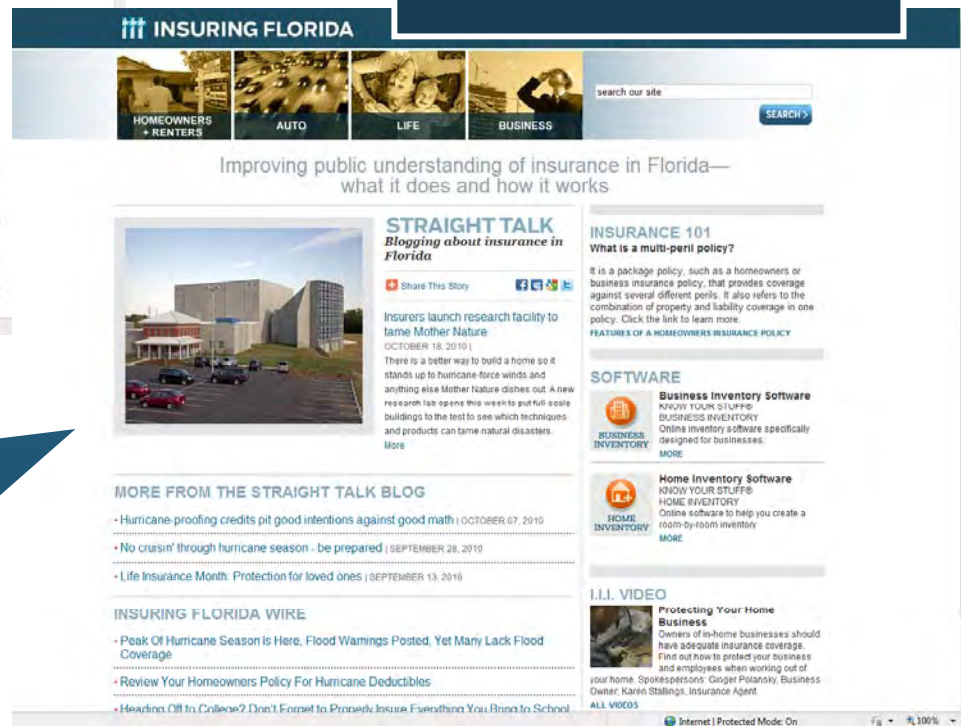 INSURING FLORIDA
HOMEOWNERS
+ RENTERS
AUTO
LIFE
BUSINESS
search our site
SEARCH >
Improving public understanding of insurance in Florida—
what it does and how it works
STRAIGHT TALK
Blogging about insurance in
Florida
Share This Story
Insurers launch research facility to
tame Mother Nature
OCTOBER 18, 2010 |
There is a better way to build a home so it
stands up to hurricane-force winds and
anything else Mother Nature dishes out. A new
research lab opens this week to put full-scale
buildings to the test to see which techniques
and products can tame natural disasters.
More
MORE FROM THE STRAIGHT TALK BLOG
Hurricane-proofing credits pit good intentions against good math | OCTOBER 07, 2010
No cruisin' through hurricane season - be prepared | SEPTEMBER 28, 2010
Life Insurance Month: Protection for loved ones | SEPTEMBER 13, 2010
INSURING FLORIDA WIRE
Peak Of Hurricane Season Is Here, Flood Warnings Posted, Yet Many Lack Flood
Coverage
Review Your Homeowners Policy For Hurricane Deductibles
Heading Off to College? Don't Forget to Properly Insure Everything You Bring to School
INSURANCE 101
What is a multi-peril policy?
It is a package policy, such as a homeowners or
business insurance policy, that provides coverage
against several different perils. It also refers to the
combination of property and liability coverage in one
policy. Click the link to learn more.
FEATURES OF A HOMEOWNERS INSURANCE POLICY
SOFTWARE
BUSINESS
INVENTORY
Business Inventory Software
KNOW YOUR STUFF®
BUSINESS INVENTORY
Online inventory software specifically
designed for businesses.
MORE
HOME
INVENTORY
Home Inventory Software
KNOW YOUR STUFF®
HOME INVENTORY
Online software to help you create a
room-by-room inventory
MORE
I.I.I. VIDEO
Protecting Your Home
Business
Owners of in-home businesses should
have adequate insurance coverage.
Find out how to protect your business
and employees when working out of
your home. Spokespersons: Ginger Polansky, Business
Owner; Karen Stallings, Insurance Agent
ALL VIDEOS
Internet | Protected Mode: On
100%